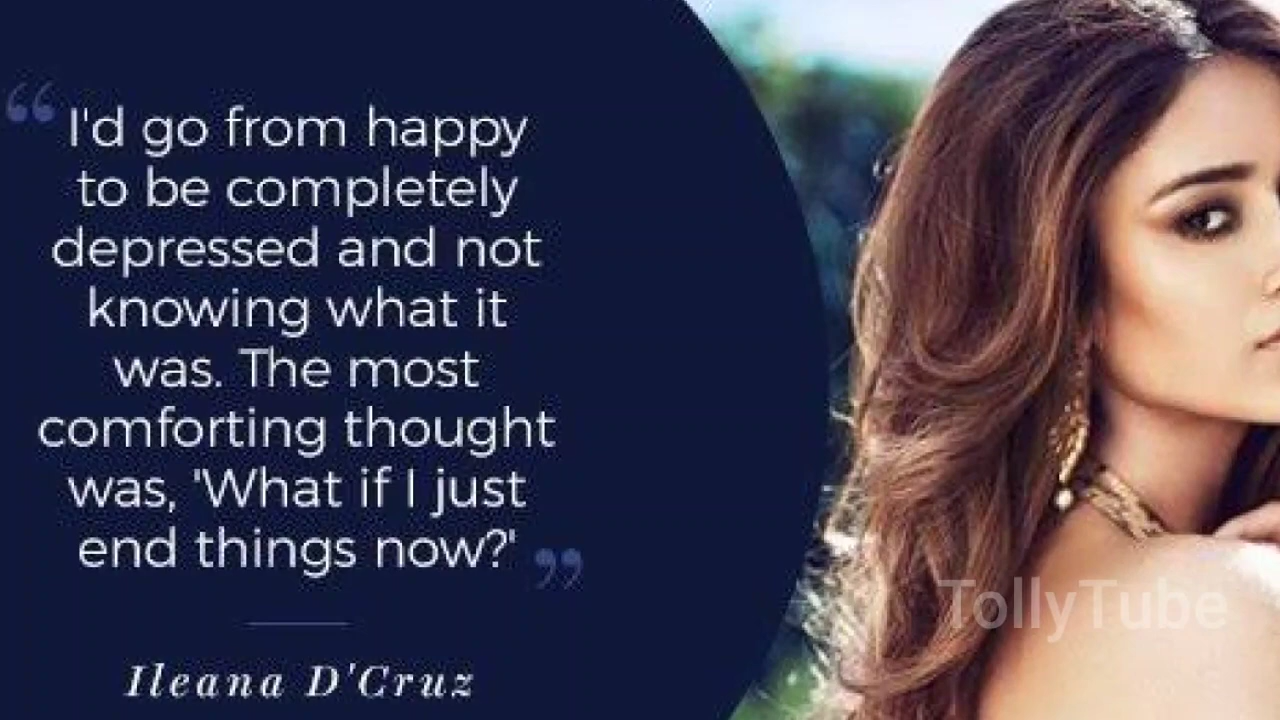 “ I'd go from happy
to be completely
depressed and not
knowing what it
was. The most
comforting thought
was, 'What if I just
end things now?' ”
Ileana D'Cruz
TollyTube